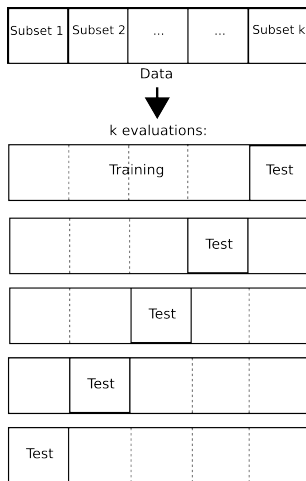 Subset 1 Subset 2 ... ... Subset k
Data
k evaluations:
Training Test
Test
Test
Test
Test